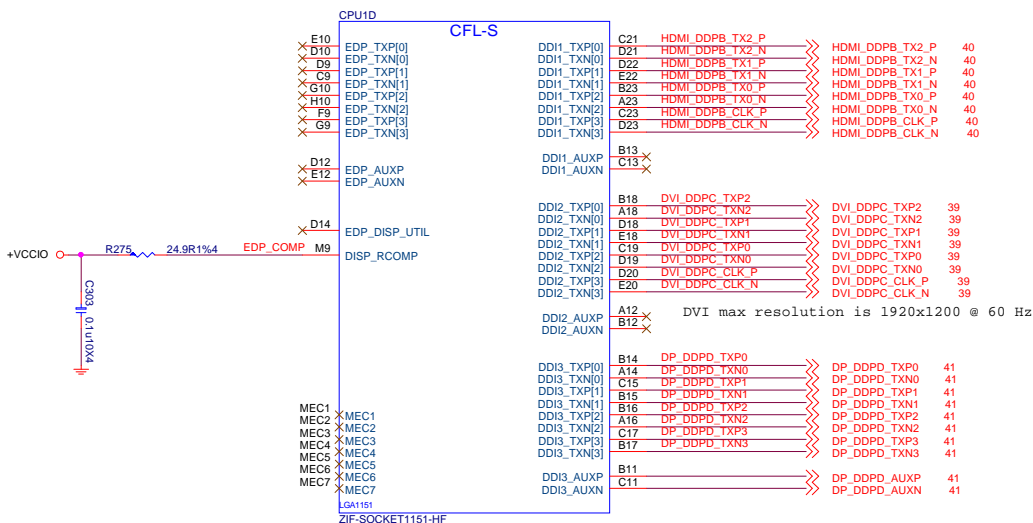 CPU1D
CFL-S
E10 EDP_TXP[0] DDI1_TXP[0] C21 HDMI_DDPB_TX2_P HDMI_DDPB_TX2_P 40
D10 EDP_TXN[0] DDI1_TXN[0] D21 HDMI_DDPB_TX2_N HDMI_DDPB_TX2_N 40
D9 EDP_TXP[1] DDI1_TXP[1] D22 HDMI_DDPB_TX1_P HDMI_DDPB_TX1_P 40
C9 EDP_TXN[1] DDI1_TXN[1] E22 HDMI_DDPB_TX1_N HDMI_DDPB_TX1_N 40
G10 EDP_TXP[2] DDI1_TXP[2] B23 HDMI_DDPB_TX0_P HDMI_DDPB_TX0_P 40
H10 EDP_TXN[2] DDI1_TXN[2] A23 HDMI_DDPB_TX0_N HDMI_DDPB_TX0_N 40
F9 EDP_TXP[3] DDI1_TXP[3] C23 HDMI_DDPB_CLK_P HDMI_DDPB_CLK_P 40
G9 EDP_TXN[3] DDI1_TXN[3] D23 HDMI_DDPB_CLK_N HDMI_DDPB_CLK_N 40
DDI1_AUXP B13
DDI1_AUXN C13
D12 EDP_AUXP
E12 EDP_AUXN
DDI2_TXP[0] B18 DVI_DDPC_TXP2 DVI_DDPC_TXP2 39
DDI2_TXN[0] A18 DVI_DDPC_TXN2 DVI_DDPC_TXN2 39
D14 EDP_DISP_UTIL DDI2_TXP[1] D18 DVI_DDPC_TXP1 DVI_DDPC_TXP1 39
DDI2_TXN[1] E18 DVI_DDPC_TXN1 DVI_DDPC_TXN1 39
+VCCIO R275 24.9R1%4 EDP_COMP M9 DISP_RCOMP DDI2_TXP[2] C19 DVI_DDPC_TXP0 DVI_DDPC_TXP0 39
DDI2_TXN[2] D19 DVI_DDPC_TXN0 DVI_DDPC_TXN0 39
DDI2_TXP[3] D20 DVI_DDPC_CLK_P DVI_DDPC_CLK_P 39
DDI2_TXN[3] E20 DVI_DDPC_CLK_N DVI_DDPC_CLK_N 39
C303 0.1u10X4
DDI2_AUXP A12
DVI max resolution is 1920x1200 @ 60 Hz
DDI2_AUXN B12
DDI3_TXP[0] B14 DP_DDPD_TXP0 DP_DDPD_TXP0 41
DDI3_TXN[0] A14 DP_DDPD_TXN0 DP_DDPD_TXN0 41
DDI3_TXP[1] C15 DP_DDPD_TXP1 DP_DDPD_TXP1 41
DDI3_TXN[1] B15 DP_DDPD_TXN1 DP_DDPD_TXN1 41
DDI3_TXP[2] B16 DP_DDPD_TXP2 DP_DDPD_TXP2 41
DDI3_TXN[2] A16 DP_DDPD_TXN2 DP_DDPD_TXN2 41
DDI3_TXP[3] C17 DP_DDPD_TXP3 DP_DDPD_TXP3 41
DDI3_TXN[3] B17 DP_DDPD_TXN3 DP_DDPD_TXN3 41
MEC1 MEC1
MEC2 MEC2
MEC3 MEC3
MEC4 MEC4
MEC5 MEC5
MEC6 MEC6
MEC7 MEC7
DDI3_AUXP B11 DP_DDPD_AUXP 41
DDI3_AUXN C11 DP_DDPD_AUXN 41
LGA1151
ZIF-SOCKET1151-HF